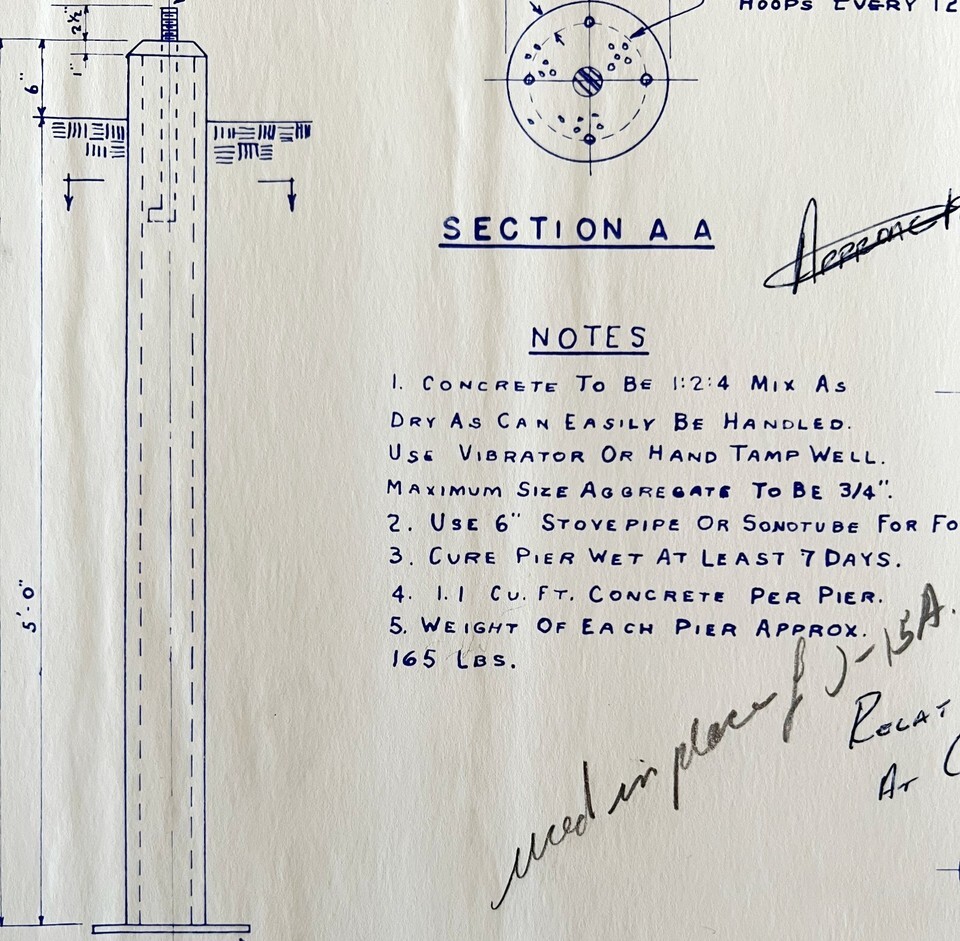 HOOPS EVERY 12
2½"
1"
6"
5'-0"
SECTION A A
NOTES
1. CONCRETE TO BE 1:2:4 MIX AS
DRY AS CAN EASILY BE HANDLED.
USE VIBRATOR OR HAND TAMP WELL.
MAXIMUM SIZE AGGREGATE TO BE 3/4".
2. USE 6" STOVEPIPE OR SONOTUBE FOR FO
3. CURE PIER WET AT LEAST 7 DAYS.
4. 1.1 CU. FT. CONCRETE PER PIER.
5. WEIGHT OF EACH PIER APPROX.
165 LBS.
used in place of J-15A.
RELAT
AT